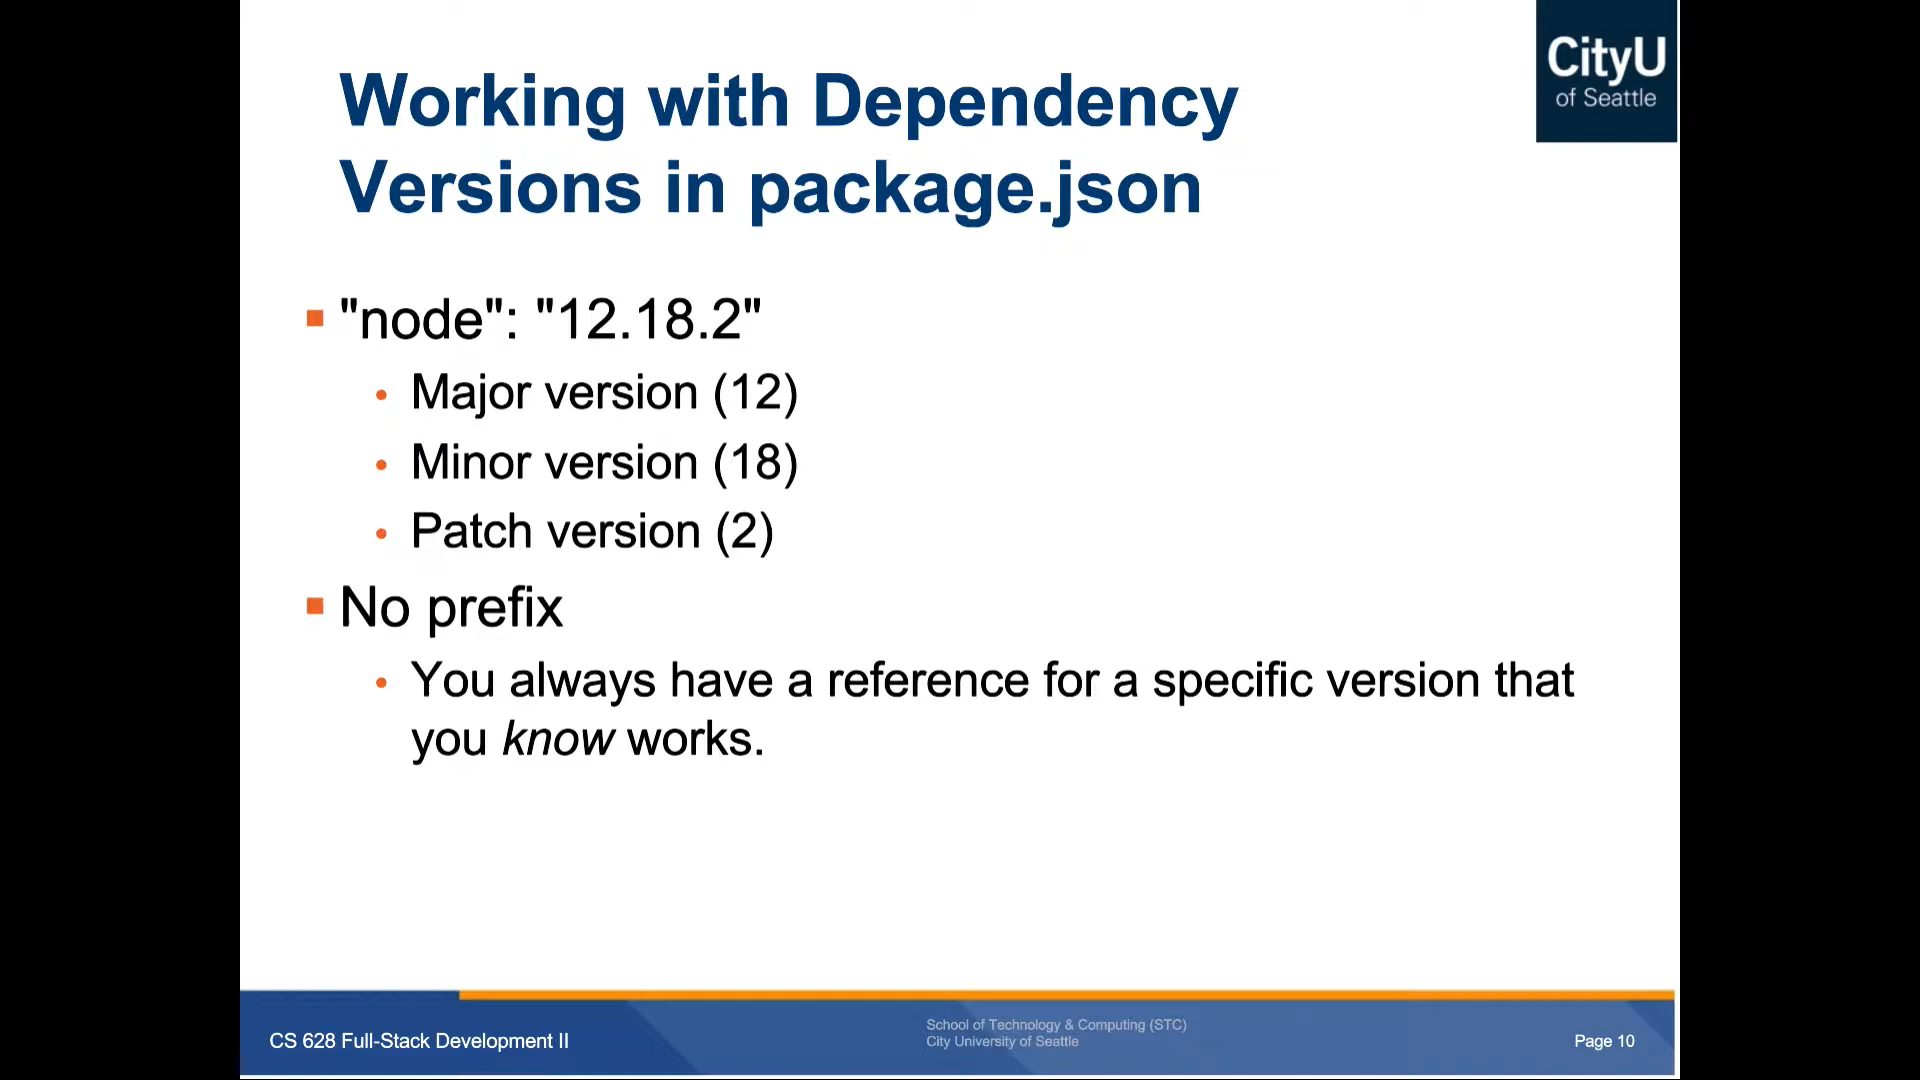 CityU
of Seattle
Working with Dependency
Versions in package.json
"node": "12.18.2"
Major version (12)
Minor version (18)
Patch version (2)
No prefix
You always have a reference for a specific version that
you know works.
CS 628 Full-Stack Development II
School of Technology & Computing (STC)
City University of Seattle
Page 10